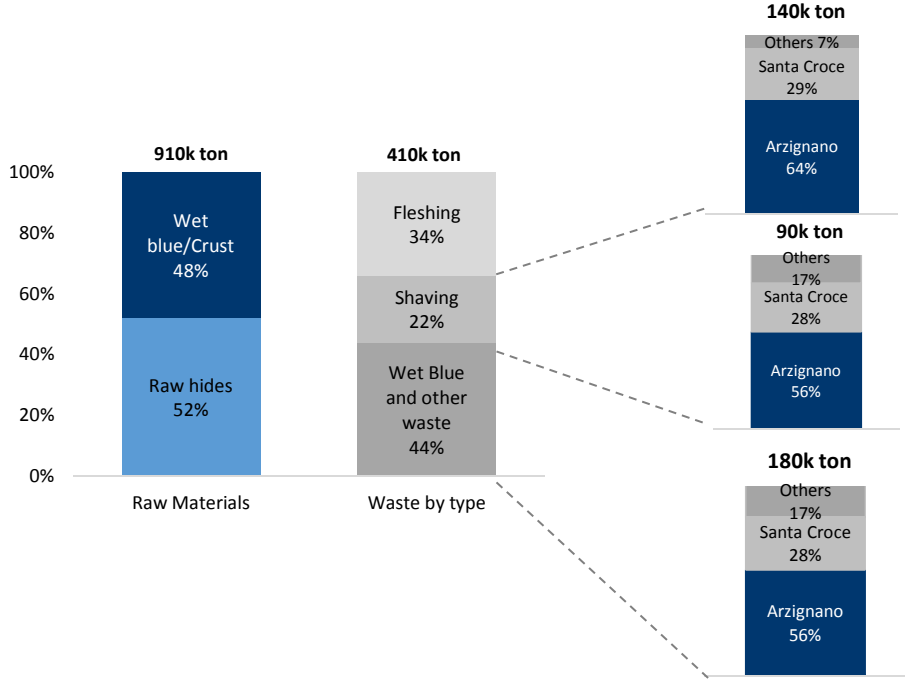 910k ton
100%
80%
60%
40%
20%
0%
Wet
blue/Crust
48%
Raw hides
52%
Raw Materials
410k ton
Fleshing
34%
Shaving
22%
Wet Blue
and other
waste
44%
Waste by type
140k ton
Others 7%
Santa Croce
29%
Arzignano
64%
90k ton
Others
17%
Santa Croce
28%
Arzignano
56%
180k ton
Others
17%
Santa Croce
28%
Arzignano
56%